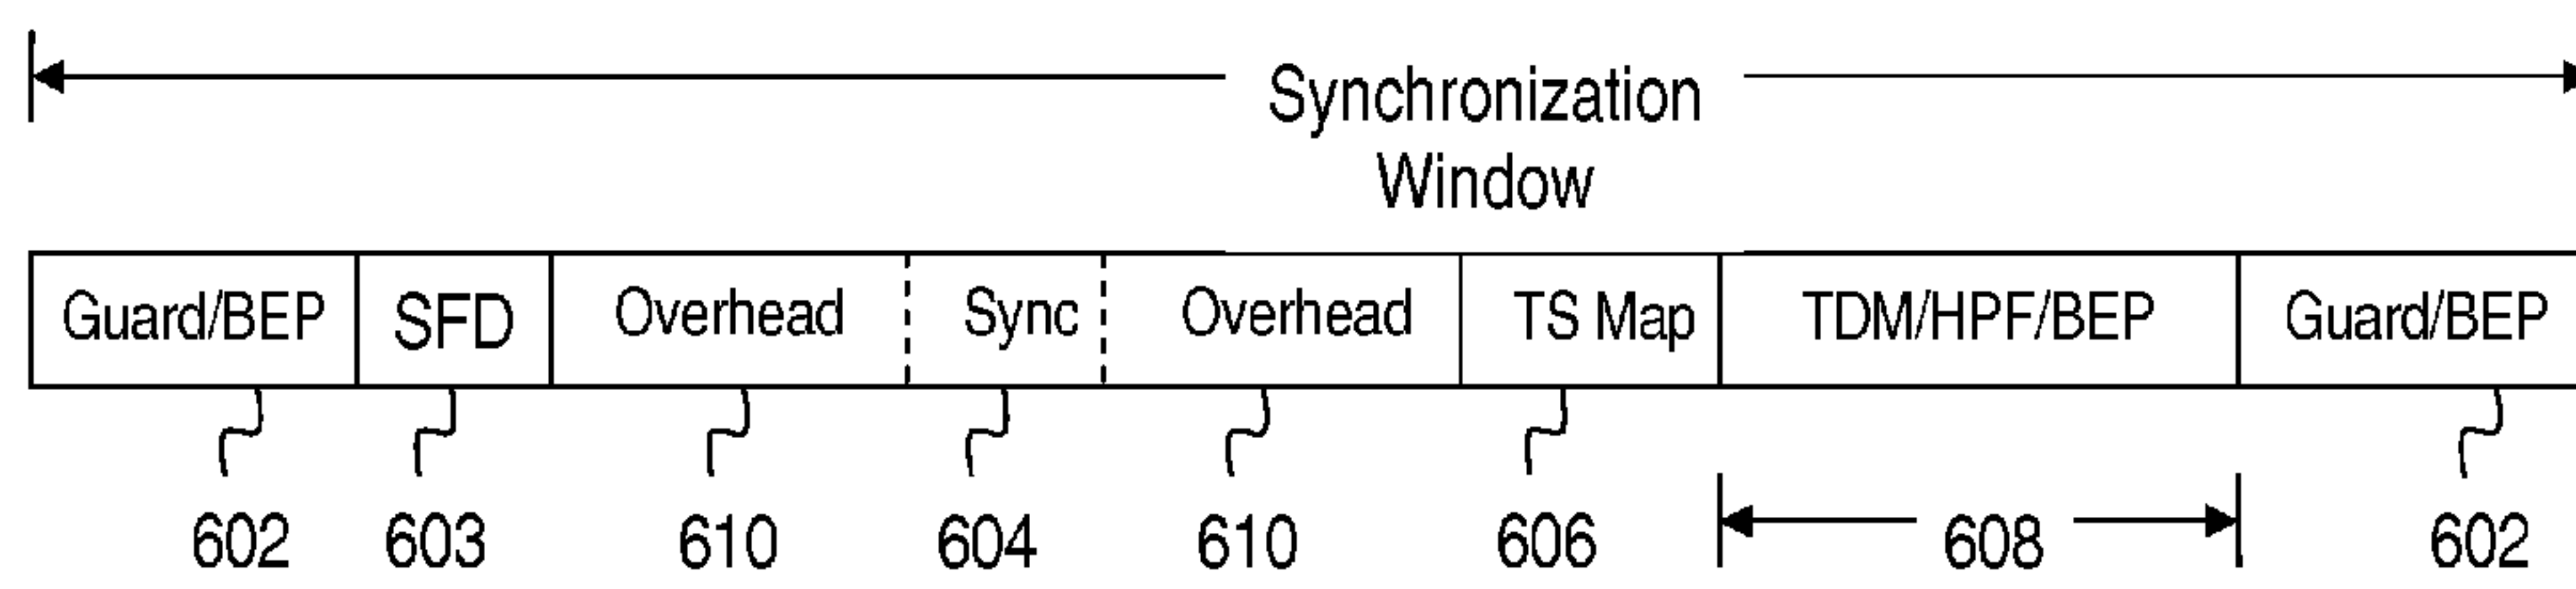 Synchronization
Window
Guard/BEP SFD Overhead Sync Overhead TS Map TDM/HPF/BEP Guard/BEP
602 603 610 604 610 606 608 602